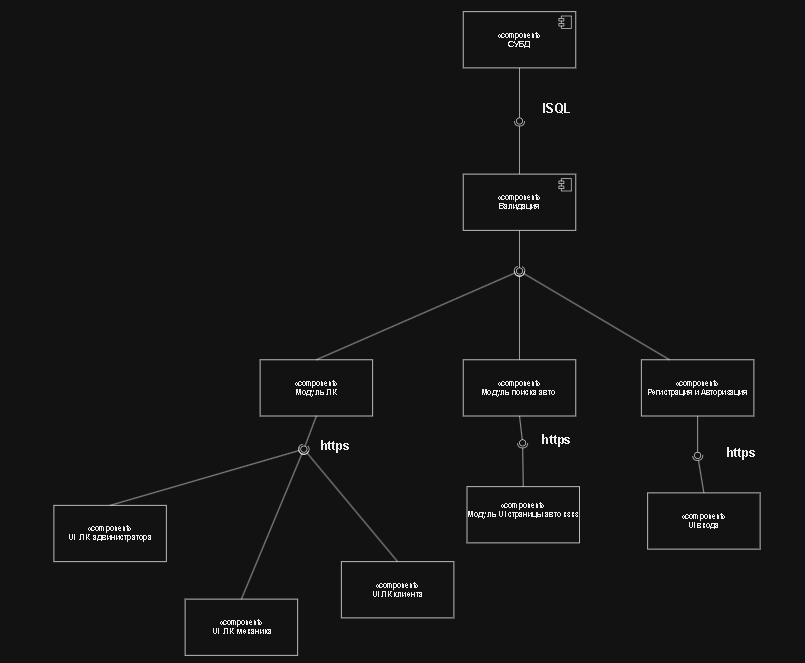 «component»
СУБД
ISQL
«component»
Валидация
«component»
Модуль ЛК
«component»
Модуль поиска авто
«component»
Регистрация и Авторизация
https
https
https
«component»
Модуль UI страницы авто
«component»
UI входа
«component»
UI ЛК администратора
«component»
UI ЛК клиента
«component»
UI ЛК механика